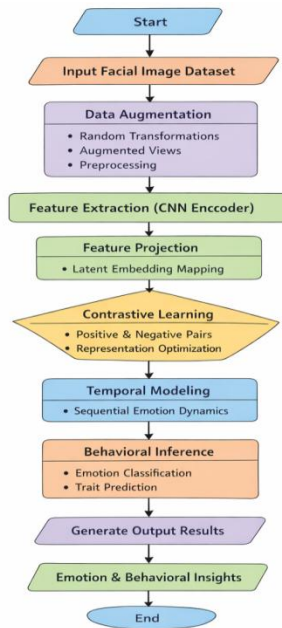 Start
Input Facial Image Dataset
Data Augmentation
• Random Transformations
• Augmented Views
• Preprocessing
Feature Extraction (CNN Enccoder)
Feature Projection
• Latent Embedding Mapping
Contrastive Learning
• Positive & Negative Pairs
• Representation Optimization
Temporal Modeling
• Sequential Emotion Dynamics
Behavioral Inference
• Emotion Classification
• Trait Prediction
Generate Output Results
Emotion & Behavioral Insights
End